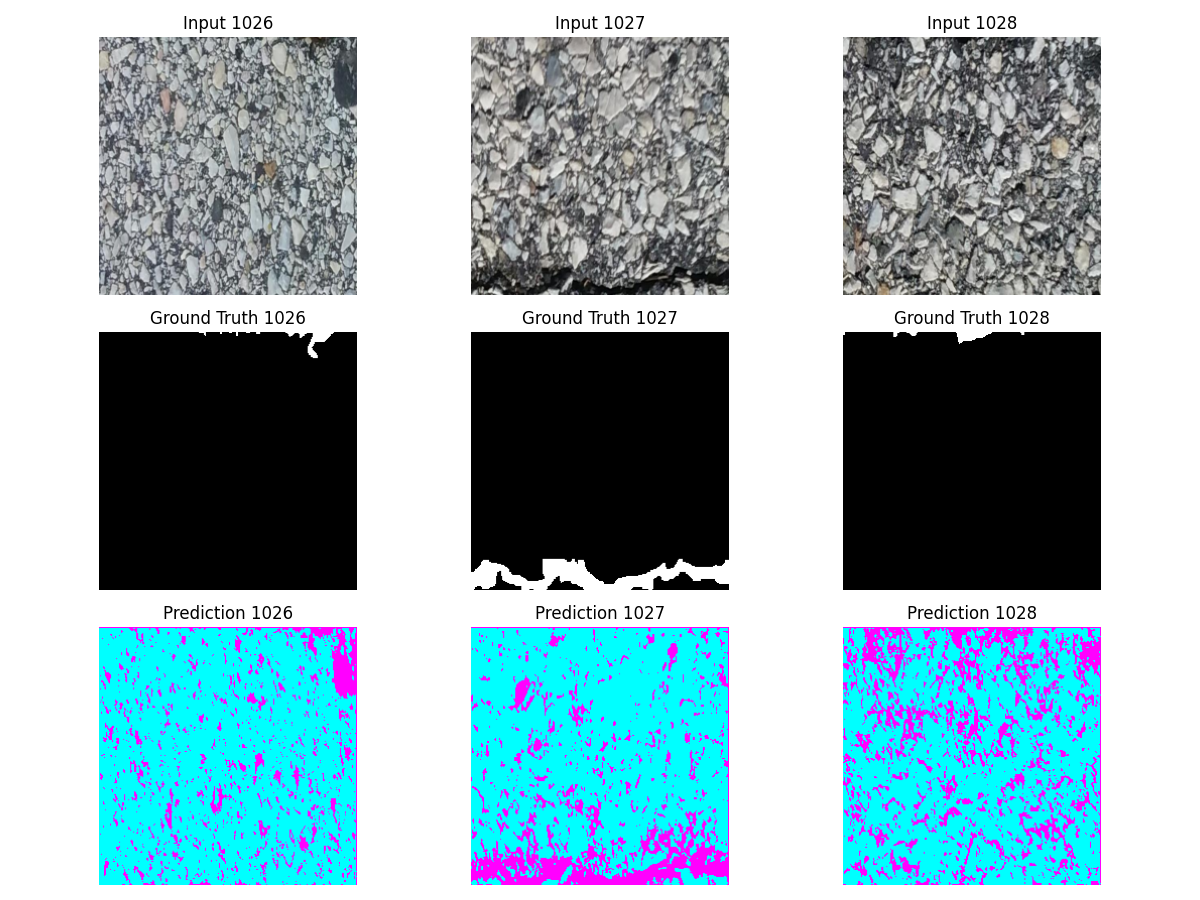 Input 1026
Input 1027
Input 1028
Ground Truth 1026
Ground Truth 1027
Ground Truth 1028
Prediction 1026
Prediction 1027
Prediction 1028